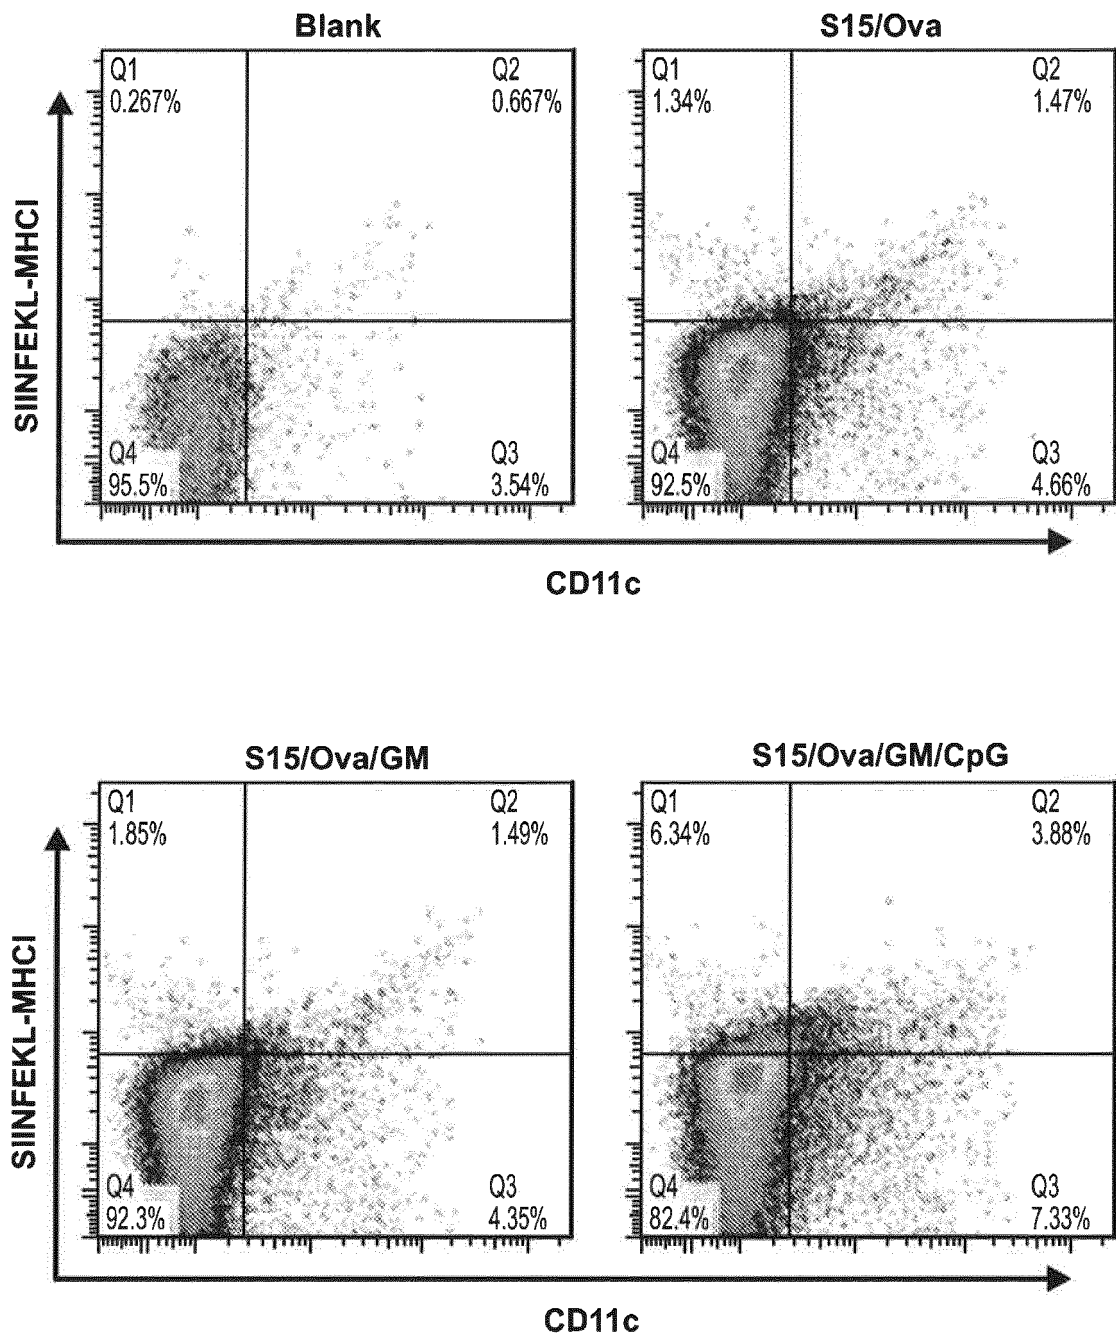 Blank
S15/Ova
Q1
0.267%
Q2
0.667%
Q1
1.34%
Q2
1.47%
SIINFEKL-MHCI
Q4
95.5%
Q3
3.54%
Q4
92.5%
Q3
4.66%
CD11c
S15/Ova/GM
S15/Ova/GM/CpG
Q1
1.85%
Q2
1.49%
Q1
6.34%
Q2
3.88%
SIINFEKL-MHCI
Q4
92.3%
Q3
4.35%
Q4
82.4%
Q3
7.33%
CD11c